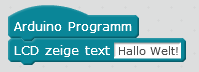 Arduino Programm
LCD zeige text Hallo Welt!